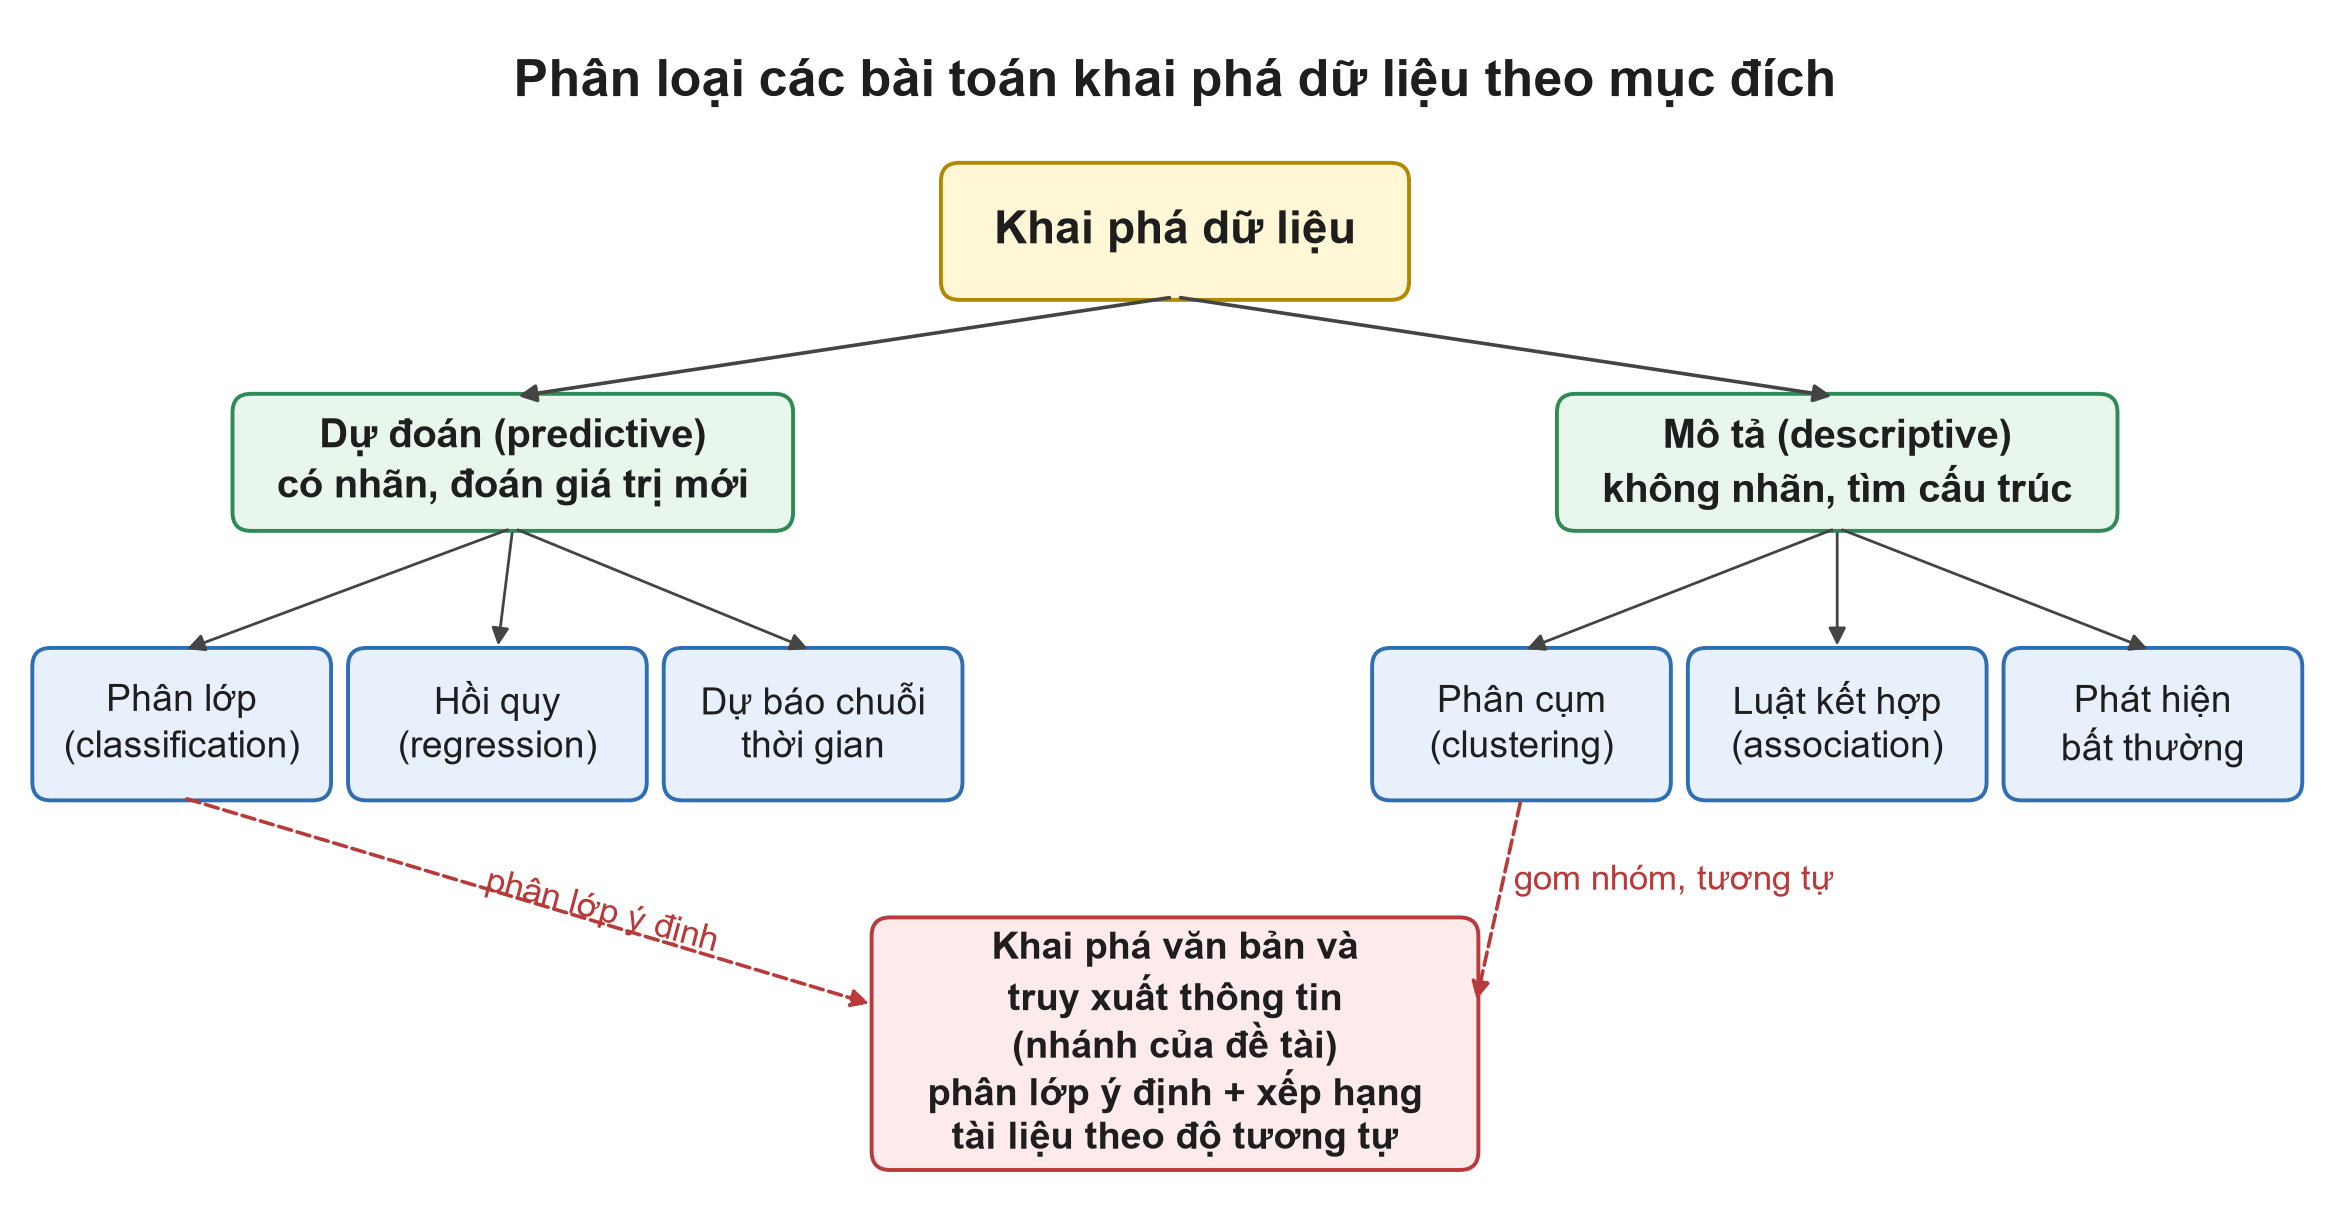 Phân loại các bài toán khai phá dữ liệu theo mục đích
Khai phá dữ liệu
Dự đoán (predictive)
có nhãn, đoán giá trị mới
Mô tả (descriptive)
không nhãn, tìm cấu trúc
Phân lớp
(classification)
Hồi quy
(regression)
Dự báo chuỗi
thời gian
Phân cụm
(clustering)
Luật kết hợp
(association)
Phát hiện
bất thường
phân lớp ý định
gom nhóm, tương tự
Khai phá văn bản và
truy xuất thông tin
(nhánh của đề tài)
phân lớp ý định + xếp hạng
tài liệu theo độ tương tự